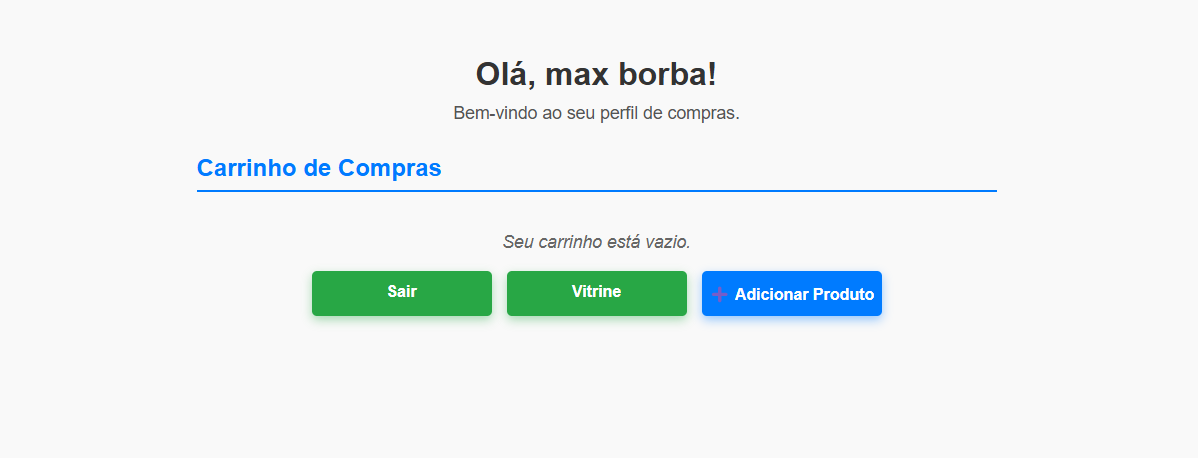 Olá, max borba!
Bem-vindo ao seu perfil de compras.
Carrinho de Compras
Seu carrinho está vazio.
Sair
Vitrine
➕ Adicionar Produto